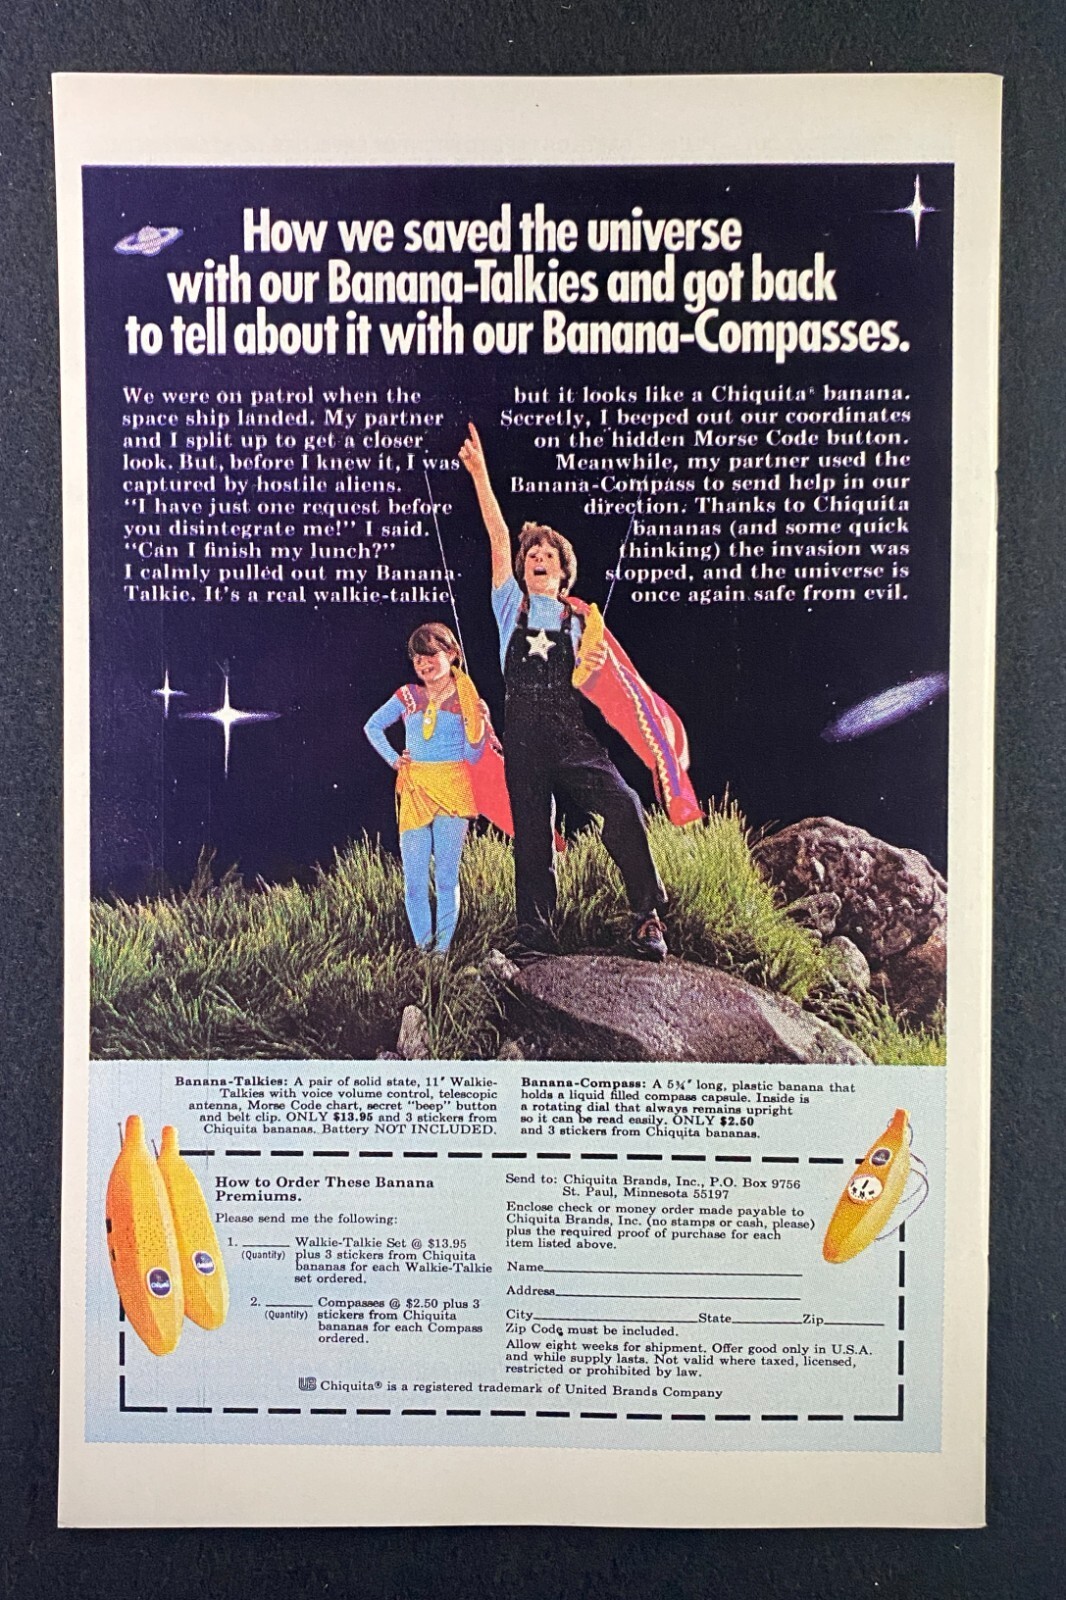 How we saved the universe
with our Banana-Talkies and got back
to tell about it with our Banana-Compasses.
We were on patrol when the
space ship landed. My partner
and I split up to get a closer
look. But, before I knew it, I was
captured by hostile aliens.
"I have just one request before
you disintegrate me!" I said.
"Can I finish my lunch?"
I calmly pulled out my Banana-
Talkie. It's a real walkie-talkie,
but it looks like a Chiquita® banana.
Secretly, I beeped out our coordinates
on the hidden Morse Code button.
Meanwhile, my partner used the
Banana-Compass to send help in our
direction. Thanks to Chiquita
bananas (and some quick
thinking) the invasion was
stopped, and the universe is
once again safe from evil.
Banana-Talkies: A pair of solid state, 11" Walkie-
Talkies with voice volume control, telescopic
antenna, Morse Code chart, secret "beep" button
and belt clip. ONLY $13.95 and 3 stickers from
Chiquita bananas. Battery NOT INCLUDED.
Banana-Compass: A 5¾" long, plastic banana that
holds a liquid filled compass capsule. Inside is
a rotating dial that always remains upright
so it can be read easily. ONLY $2.50
and 3 stickers from Chiquita bananas.
How to Order These Banana
Premiums.
Please send me the following:
1. ______ Walkie-Talkie Set @ $13.95
(Quantity) plus 3 stickers from Chiquita
bananas for each Walkie-Talkie
set ordered.
2. ______ Compasses @ $2.50 plus 3
(Quantity) stickers from Chiquita
bananas for each Compass
ordered.
Send to: Chiquita Brands, Inc., P.O. Box 9756
St. Paul, Minnesota 55197
Enclose check or money order made payable to
Chiquita Brands, Inc. (no stamps or cash, please)
plus the required proof of purchase for each
item listed above.
Name
Address
City State Zip
Zip Code must be included.
Allow eight weeks for shipment. Offer good only in U.S.A.
and while supply lasts. Not valid where taxed, licensed,
restricted or prohibited by law.
UB Chiquita® is a registered trademark of United Brands Company
Chiquita